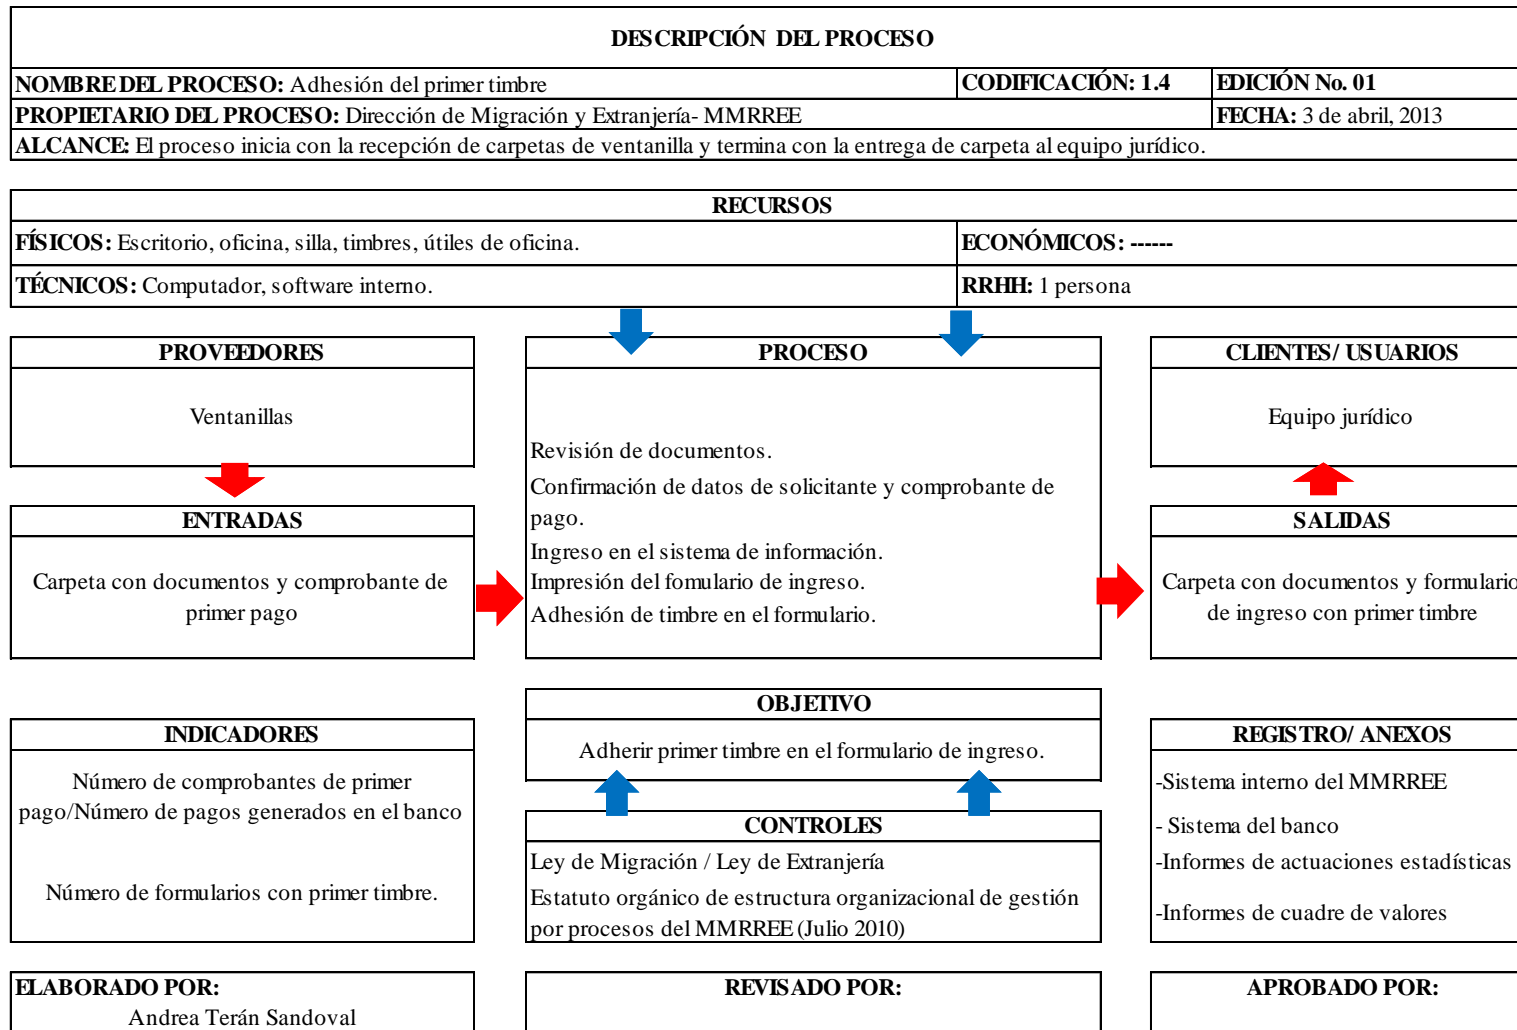 DESCRIPCIÓN DEL PROCESO
NOMBRE DEL PROCESO: Adhesión del primer timbre
CODIFICACIÓN: 1.4
EDICIÓN No. 01
PROPIETARIO DEL PROCESO: Dirección de Migración y Extranjería- MMRREE
FECHA: 3 de abril, 2013
ALCANCE: El proceso inicia con la recepción de carpetas de ventanilla y termina con la entrega de carpeta al equipo jurídico.
RECURSOS
FÍSICOS: Escritorio, oficina, silla, timbres, útiles de oficina.
ECONÓMICOS: ------
TÉCNICOS: Computador, software interno.
RRHH: 1 persona
PROVEEDORES
Ventanillas
ENTRADAS
Carpeta con documentos y comprobante de
primer pago
PROCESO
Revisión de documentos.
Confirmación de datos de solicitante y comprobante de
pago.
Ingreso en el sistema de información.
Impresión del fomulario de ingreso.
Adhesión de timbre en el formulario.
CLIENTES/ USUARIOS
Equipo jurídico
SALIDAS
Carpeta con documentos y formulario
de ingreso con primer timbre
INDICADORES
Número de comprobantes de primer
pago/Número de pagos generados en el banco
Número de formularios con primer timbre.
OBJETIVO
Adherir primer timbre en el formulario de ingreso.
CONTROLES
Ley de Migración / Ley de Extranjería
Estatuto orgánico de estructura organizacional de gestión
por procesos del MMRREE (Julio 2010)
REGISTRO/ ANEXOS
-Sistema interno del MMRREE
- Sistema del banco
-Informes de actuaciones estadísticas
-Informes de cuadre de valores
ELABORADO POR:
Andrea Terán Sandoval
REVISADO POR:
APROBADO POR: